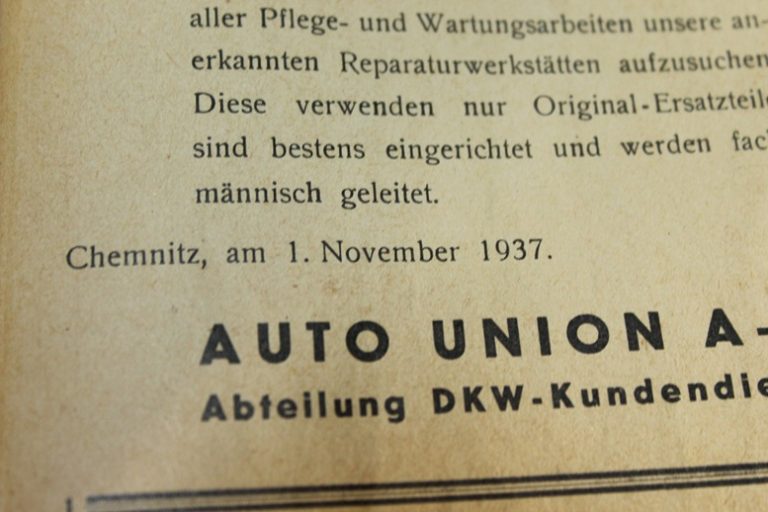 aller Pflege- und Wartungsarbeiten unsere an-
erkannten Reparaturwerkstätten aufzusuchen
Diese verwenden nur Original-Ersatzteile
sind bestens eingerichtet und werden fac
männisch geleitet.
Chemnitz, am 1. November 1937.
AUTO UNION A-
Abteilung DKW-Kundendie